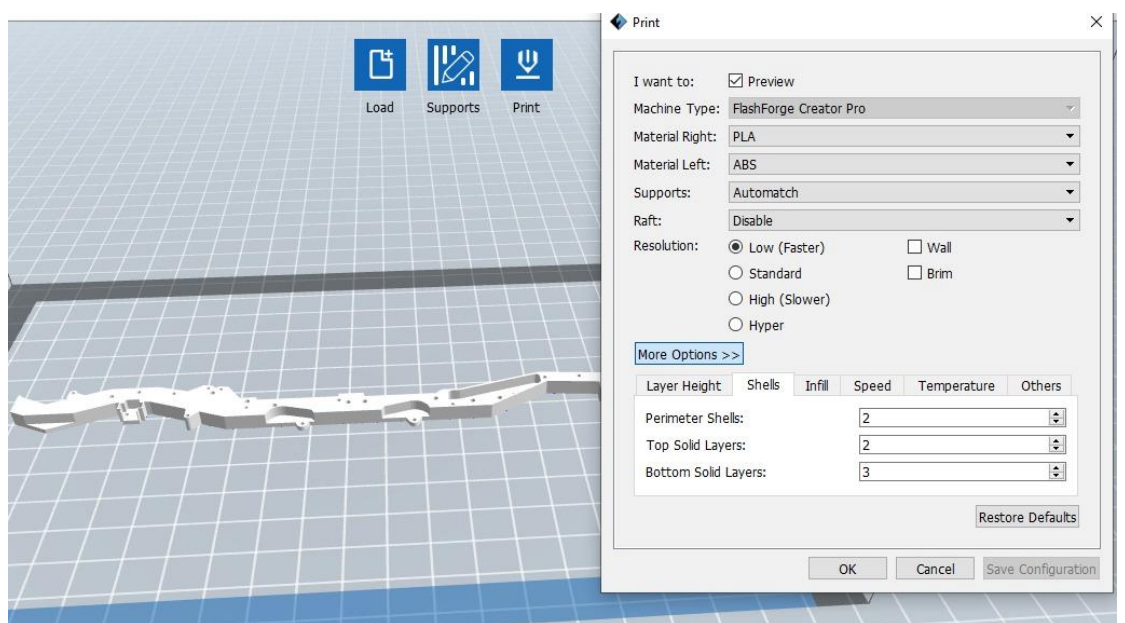 Print
Load Supports Print
I want to: Preview
Machine Type: FlashForge Creator Pro
Material Right: PLA
Material Left: ABS
Supports: Automatch
Raft: Disable
Resolution: Low (Faster) Wall
Standard Brim
High (Slower)
Hyper
More Options >>
Layer Height Shells Infill Speed Temperature Others
Perimeter Shells: 2
Top Solid Layers: 2
Bottom Solid Layers: 3
Restore Defaults
OK Cancel Save Configuration